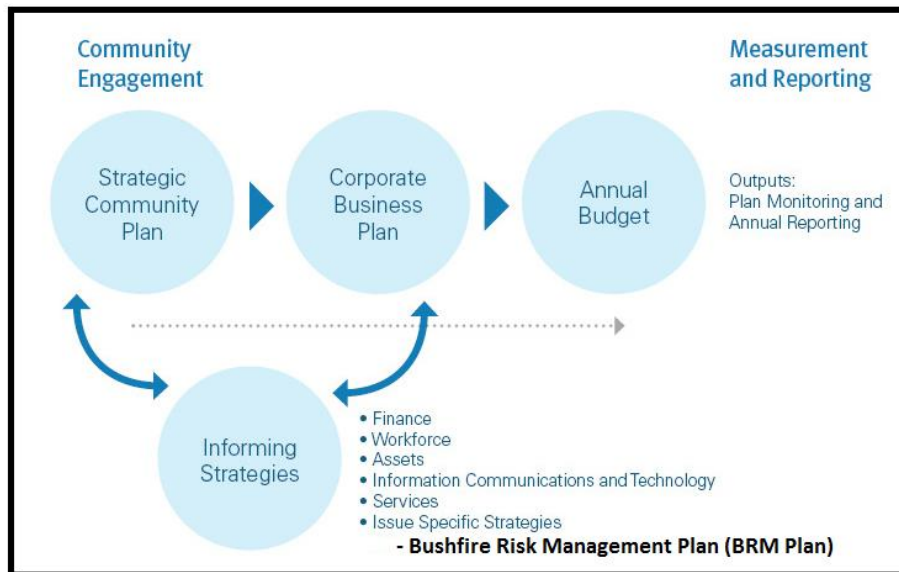 Community
Engagement
Measurement
and Reporting
Strategic
Community
Plan
Corporate
Business
Plan
Annual
Budget
Outputs:
Plan Monitoring and
Annual Reporting
Informing
Strategies
• Finance
• Workforce
• Assets
• Information Communications and Technology
• Services
• Issue Specific Strategies
- Bushfire Risk Management Plan (BRM Plan)